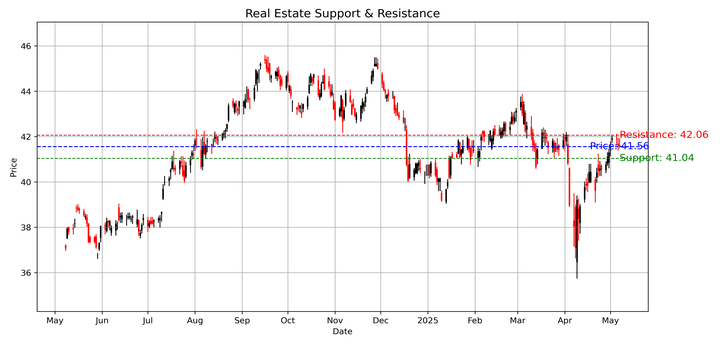 Real Estate Support & Resistance
46
44
42
40
38
36
Price
Resistance: 42.06
Price: 41.56
Support: 41.04
May Jun Jul Aug Sep Oct Nov Dec 2025 Feb Mar Apr May
Date